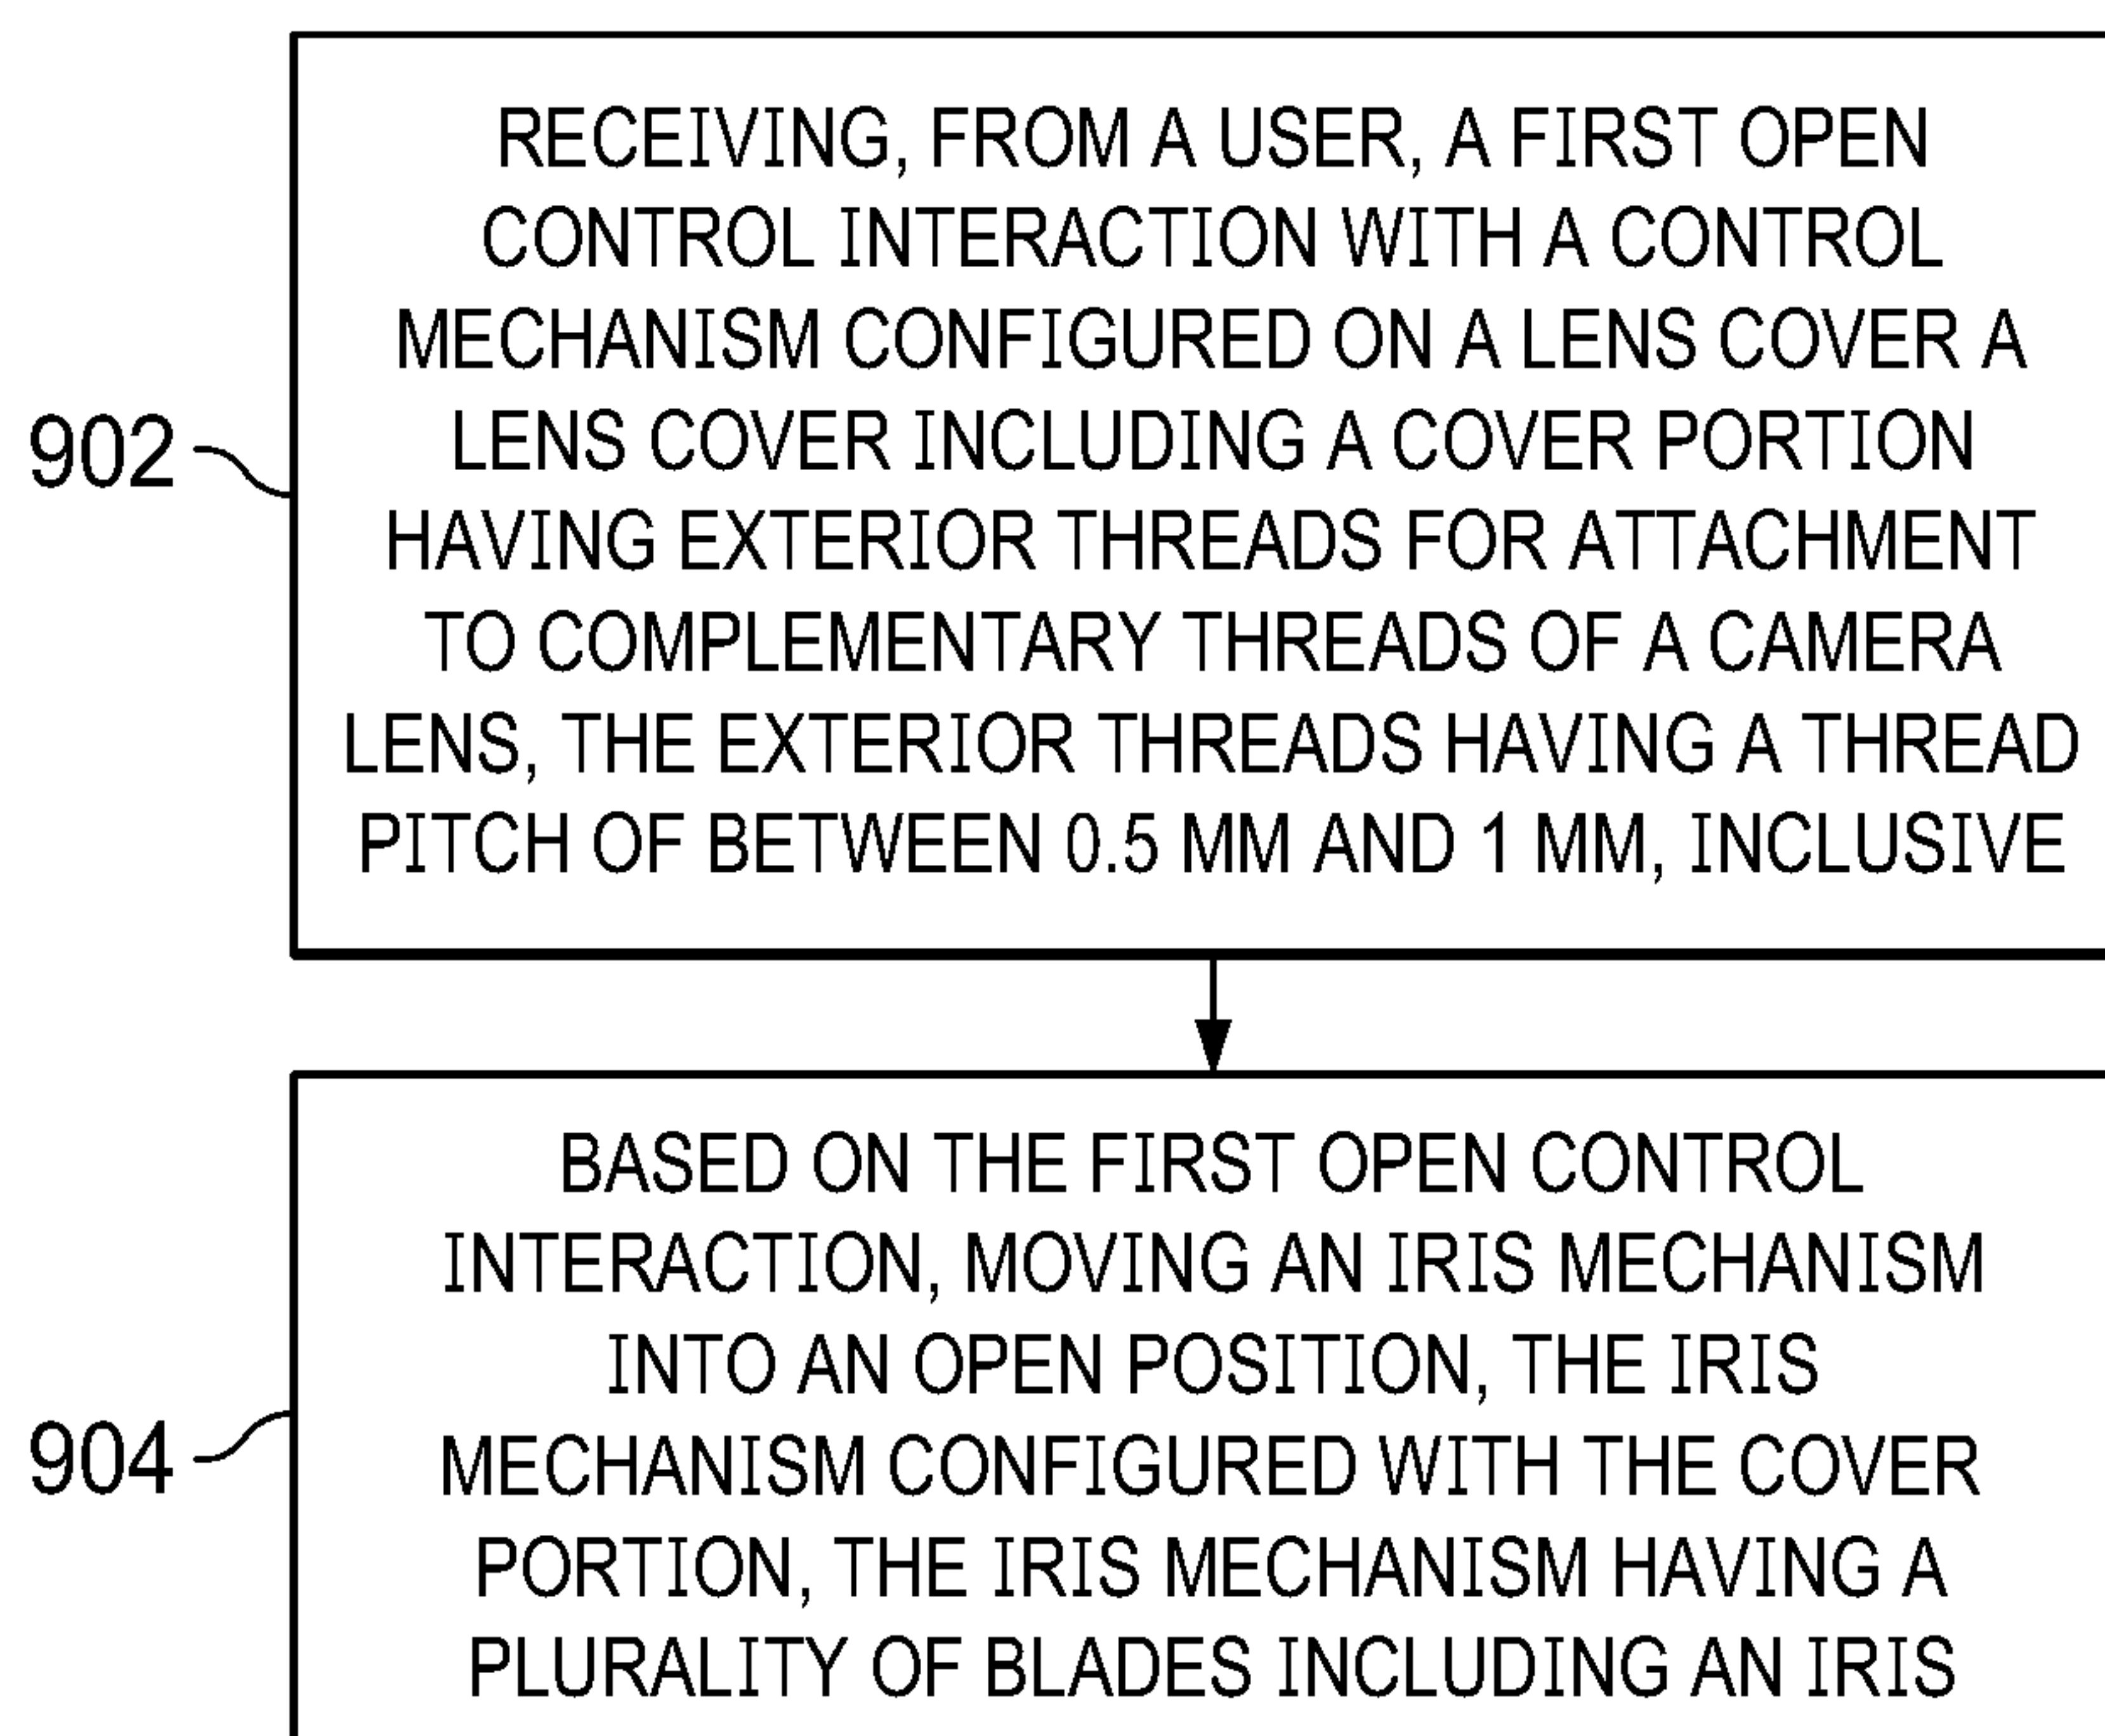 RECEIVING, FROM A USER, A FIRST OPEN
CONTROL INTERACTION WITH A CONTROL
MECHANISM CONFIGURED ON A LENS COVER A
LENS COVER INCLUDING A COVER PORTION
902
HAVING EXTERIOR THREADS FOR ATTACHMENT
TO COMPLEMENTARY THREADS OF A CAMERA
LENS, THE EXTERIOR THREADS HAVING A THREAD
PITCH OF BETWEEN 0.5 MM AND 1 MM, INCLUSIVE
BASED ON THE FIRST OPEN CONTROL
INTERACTION, MOVING AN IRIS MECHANISM
INTO AN OPEN POSITION, THE IRIS
904
MECHANISM CONFIGURED WITH THE COVER
PORTION, THE IRIS MECHANISM HAVING A
PLURALITY OF BLADES INCLUDING AN IRIS